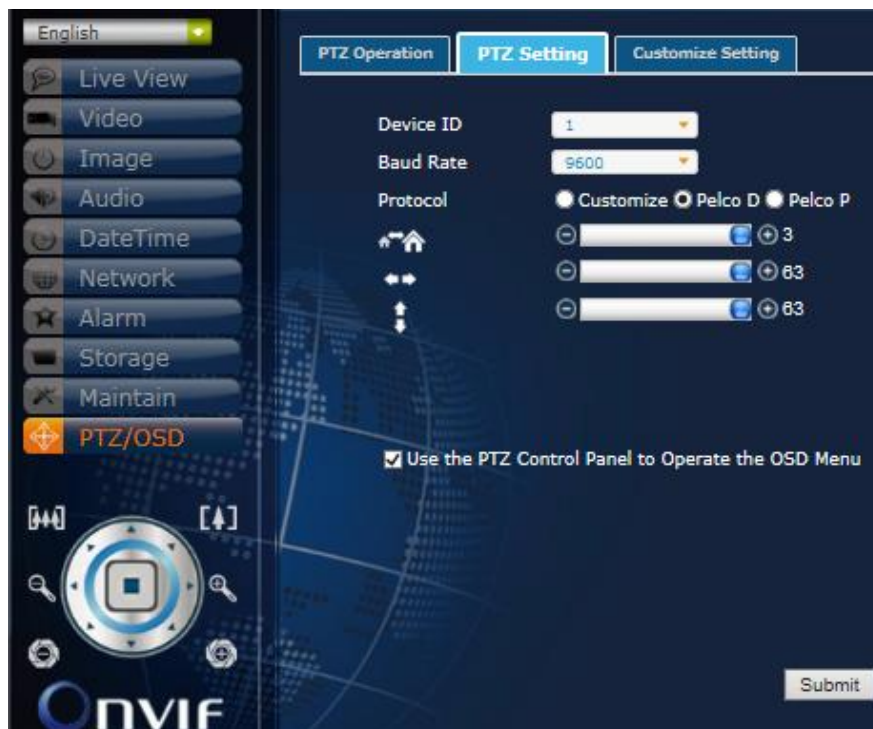 English
Live View
Video
Image
Audio
DateTime
Network
Alarm
Storage
Maintain
PTZ/OSD
ONVIF
PTZ Operation
PTZ Setting
Customize Setting
Device ID
1
Baud Rate
9600
Protocol
Customize Pelco D Pelco P
3
63
63
Use the PTZ Control Panel to Operate the OSD Menu
Submit